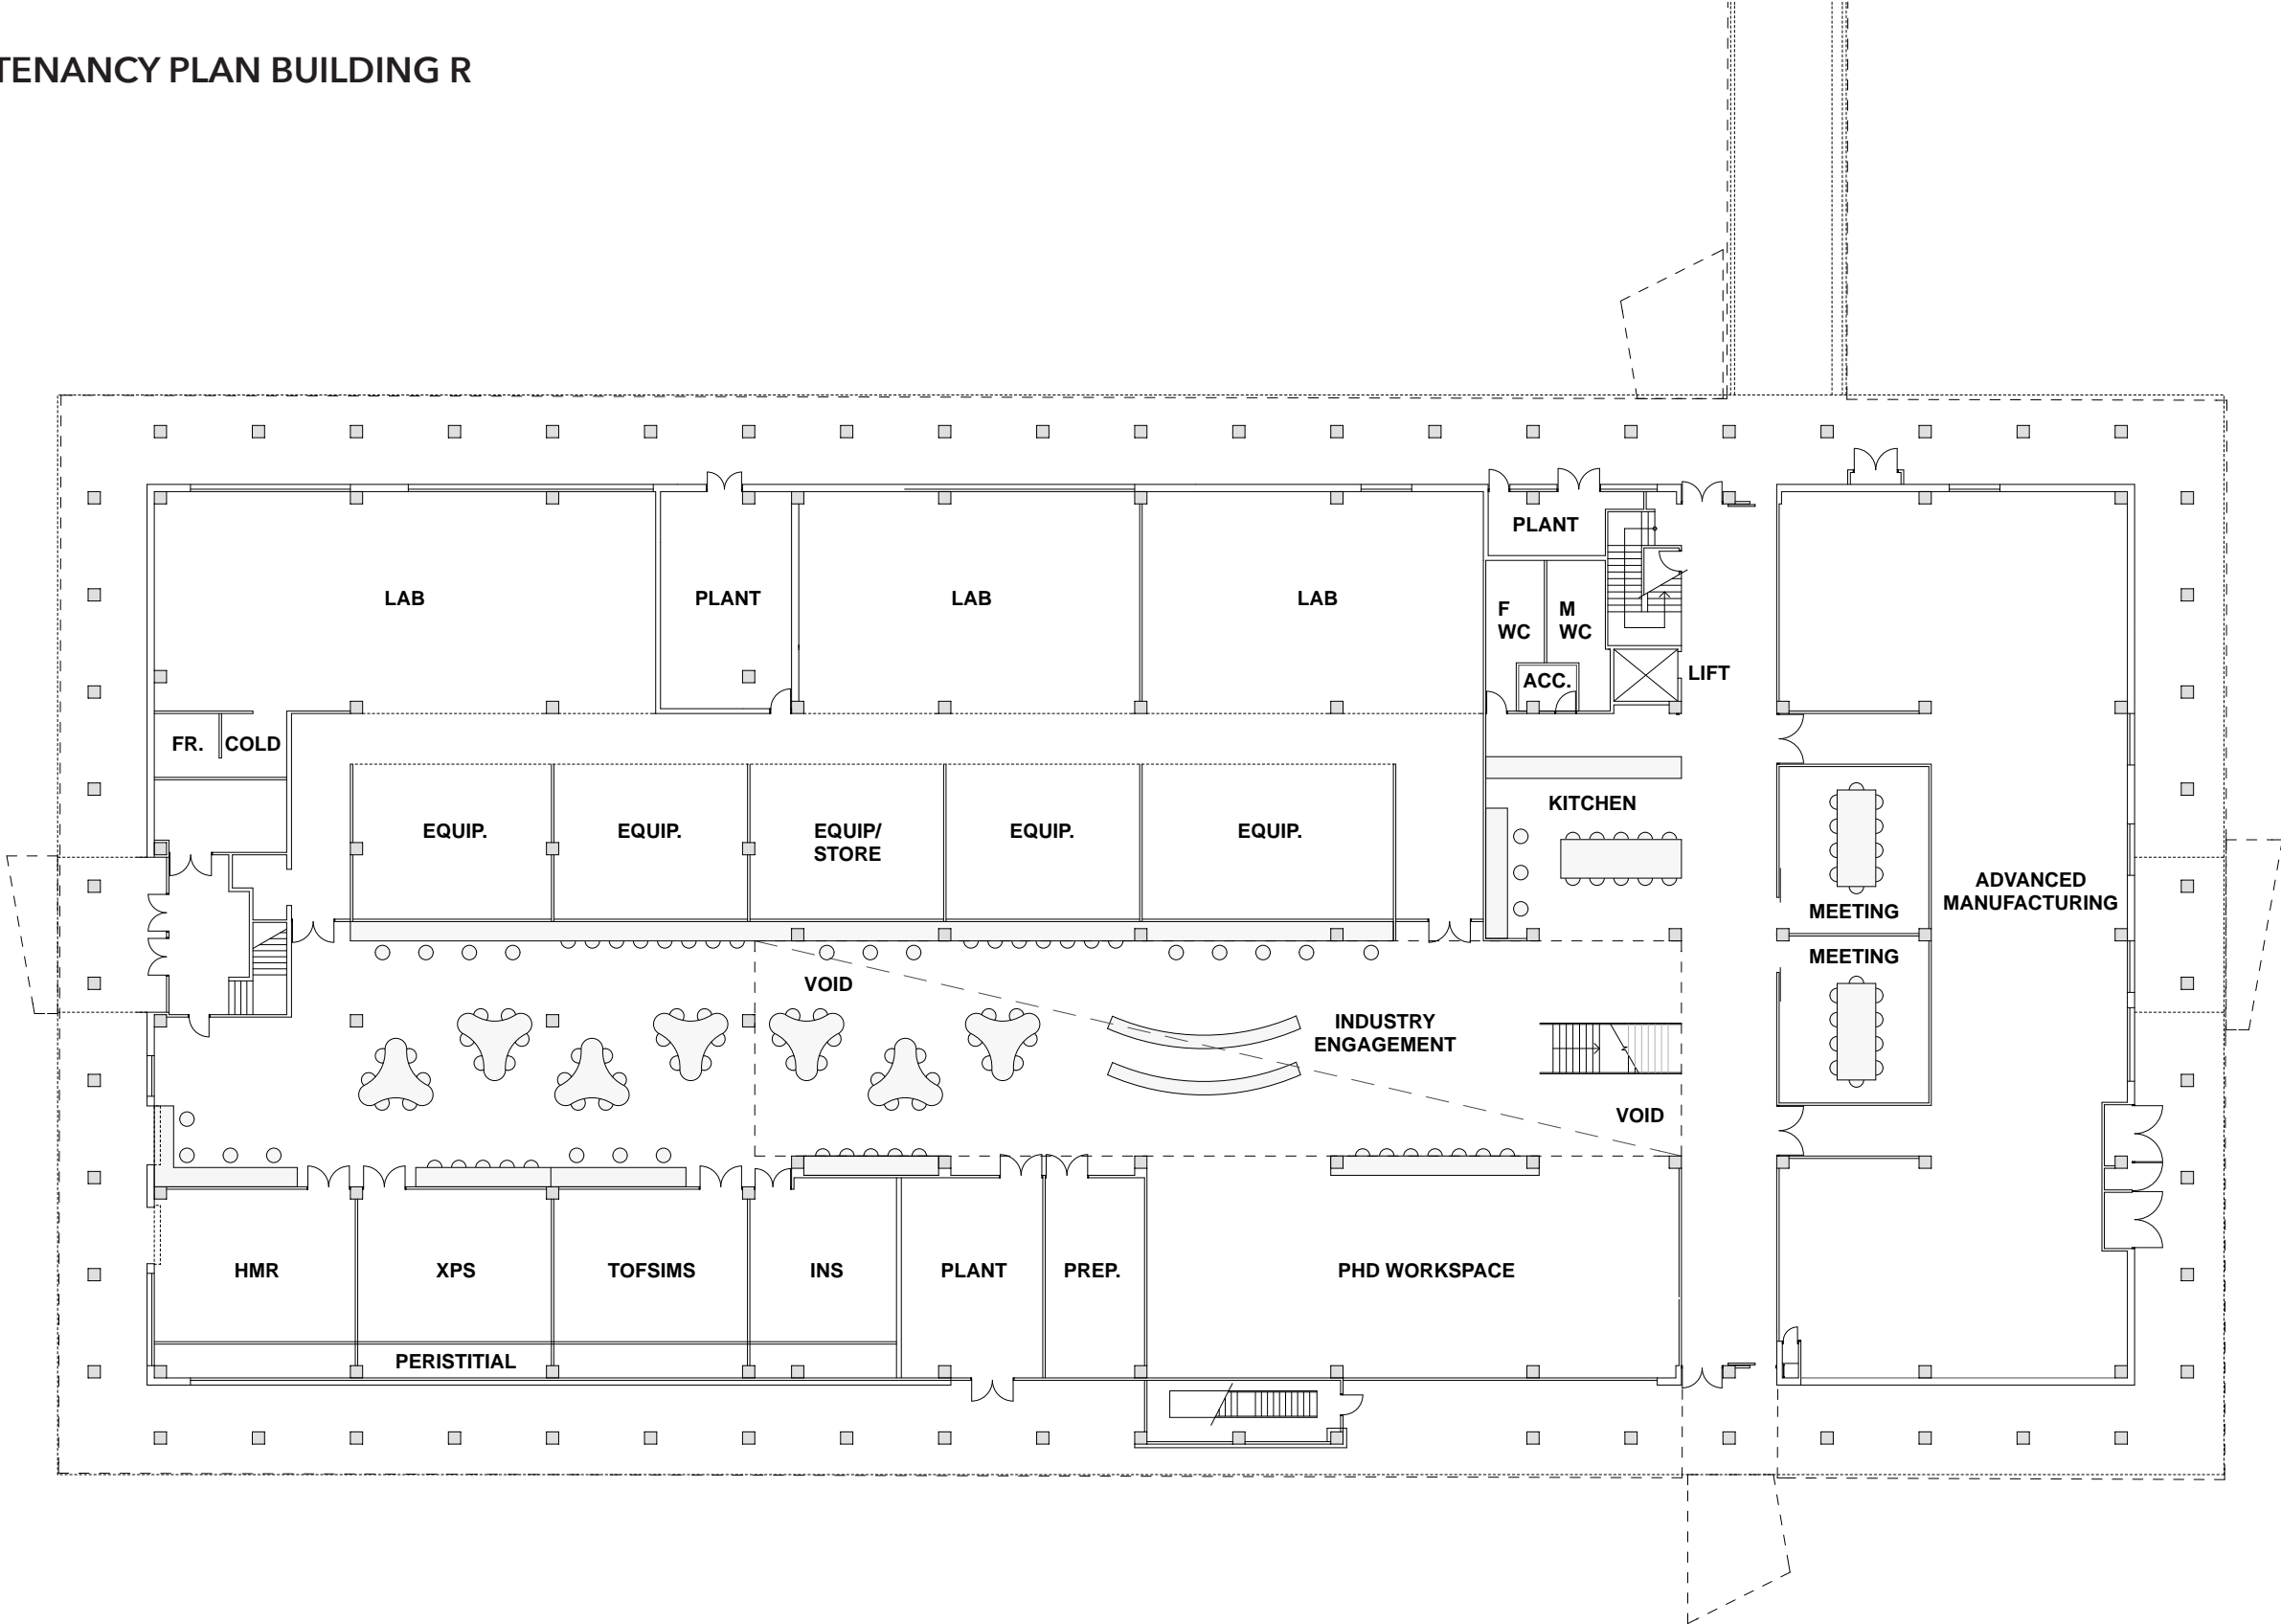 TENANCY PLAN BUILDING R
PLANT
LAB
PLANT
LAB
LAB
F
WC
M
WC
ACC.
LIFT
FR.
COLD
KITCHEN
EQUIP.
EQUIP.
EQUIP/
STORE
EQUIP.
EQUIP.
ADVANCED
MANUFACTURING
MEETING
MEETING
VOID
INDUSTRY
ENGAGEMENT
VOID
HMR
XPS
TOFSIMS
INS
PLANT
PREP.
PHD WORKSPACE
PERISTITIAL